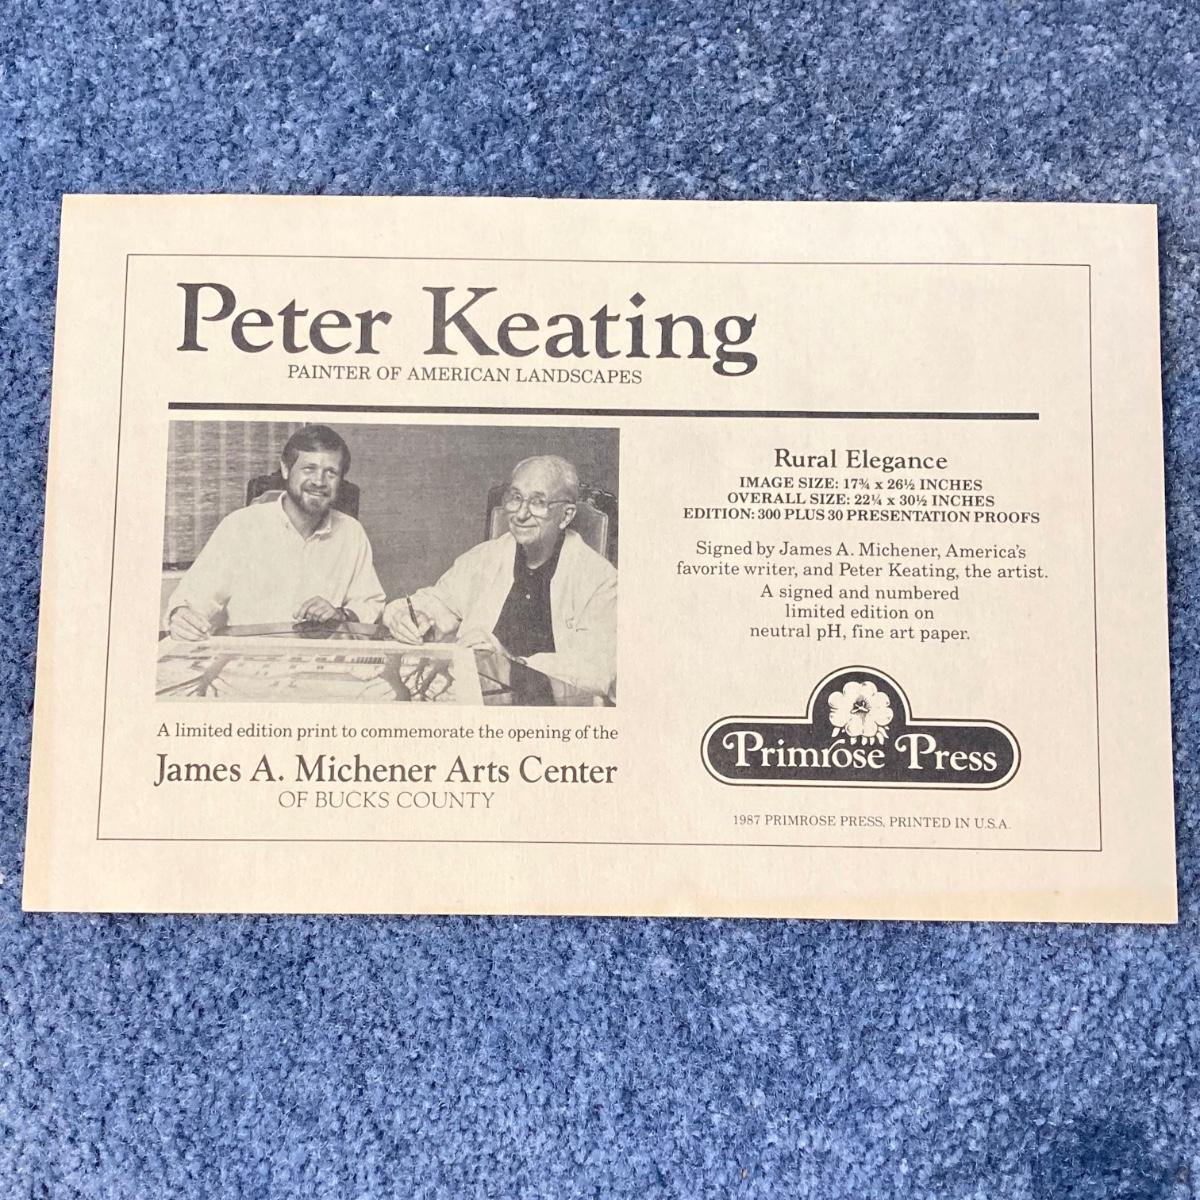 Peter Keating
PAINTER OF AMERICAN LANDSCAPES
Rural Elegance
IMAGE SIZE: 17¾ x 26½ INCHES
OVERALL SIZE: 22¼ x 30½ INCHES
EDITION: 300 PLUS 30 PRESENTATION PROOFS
Signed by James A. Michener, America's
favorite writer, and Peter Keating, the artist.
A signed and numbered
limited edition on
neutral pH, fine art paper.
A limited edition print to commemorate the opening of the
James A. Michener Arts Center
OF BUCKS COUNTY
Primrose Press
1987 PRIMROSE PRESS, PRINTED IN U.S.A.